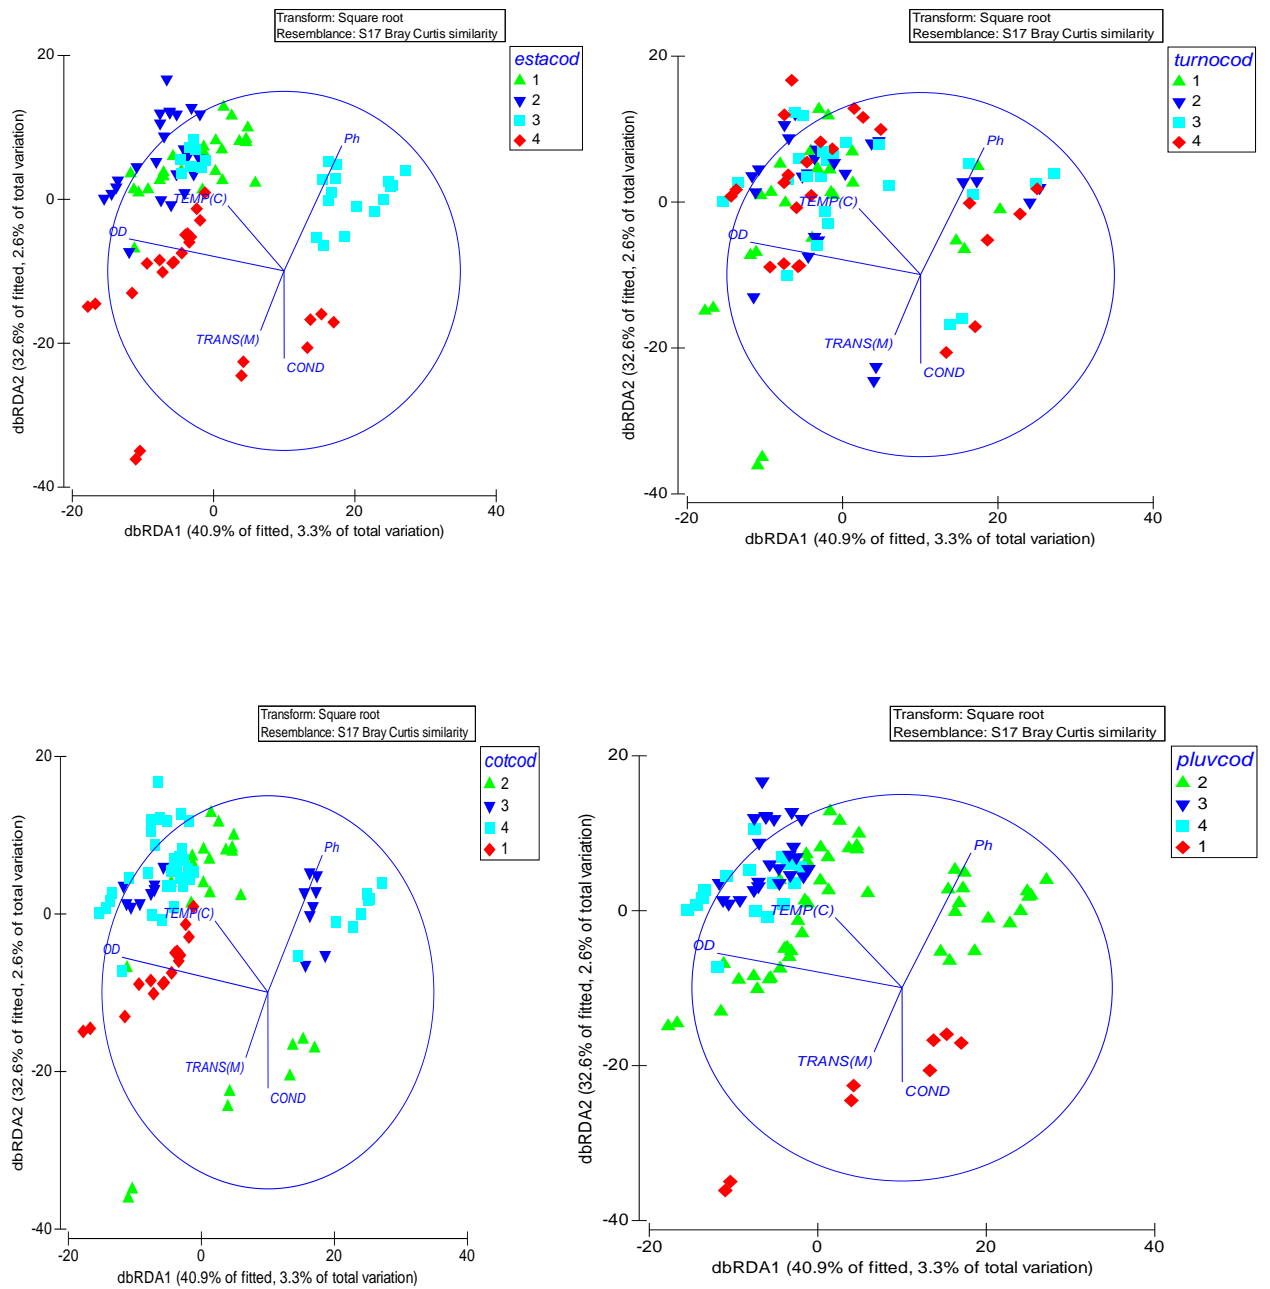 Transform: Square root
Resemblance: S17 Bray Curtis similarity
estacod
1
2
3
4
20
0
-20
-40
-20
0
20
40
dbRDA2 (32.6% of fitted, 2.6% of total variation)
dbRDA1 (40.9% of fitted, 3.3% of total variation)
Ph
TEMP(C)
OD
TRANS(M)
COND
Transform: Square root
Resemblance: S17 Bray Curtis similarity
turnocod
1
2
3
4
20
0
-20
-40
-20
0
20
40
dbRDA2 (32.6% of fitted, 2.6% of total variation)
dbRDA1 (40.9% of fitted, 3.3% of total variation)
Ph
TEMP(C)
OD
TRANS(M)
COND
Transform: Square root
Resemblance: S17 Bray Curtis similarity
cotcod
2
3
4
1
20
0
-20
-40
-20
0
20
40
dbRDA2 (32.6% of fitted, 2.6% of total variation)
dbRDA1 (40.9% of fitted, 3.3% of total variation)
Ph
TEMP(C)
OD
TRANS(M)
COND
Transform: Square root
Resemblance: S17 Bray Curtis similarity
pluvcod
2
3
4
1
20
0
-20
-40
-20
0
20
40
dbRDA2 (32.6% of fitted, 2.6% of total variation)
dbRDA1 (40.9% of fitted, 3.3% of total variation)
Ph
TEMP(C)
OD
TRANS(M)
COND